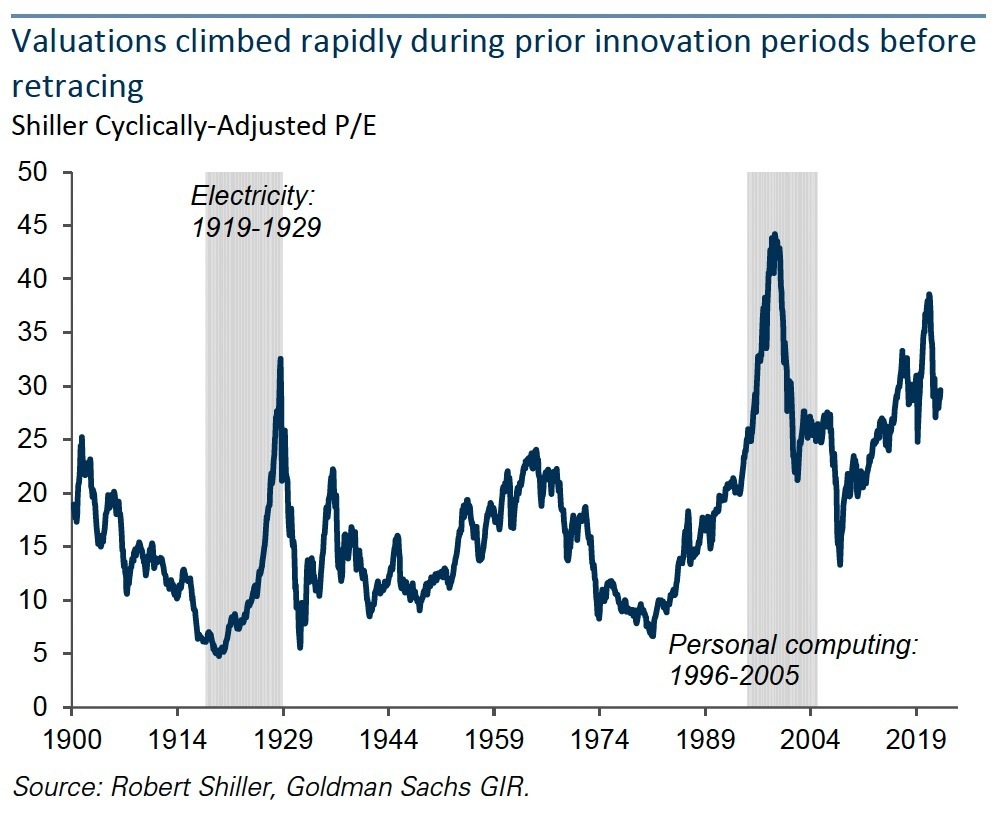 Valuations climbed rapidly during prior innovation periods before
retracing
Shiller Cyclically-Adjusted P/E
50
45
40
35
30
25
20
15
10
5
0
Electricity:
1919-1929
Personal computing:
1996-2005
1900 1914 1929 1944 1959 1974 1989 2004 2019
Source: Robert Shiller, Goldman Sachs GIR.